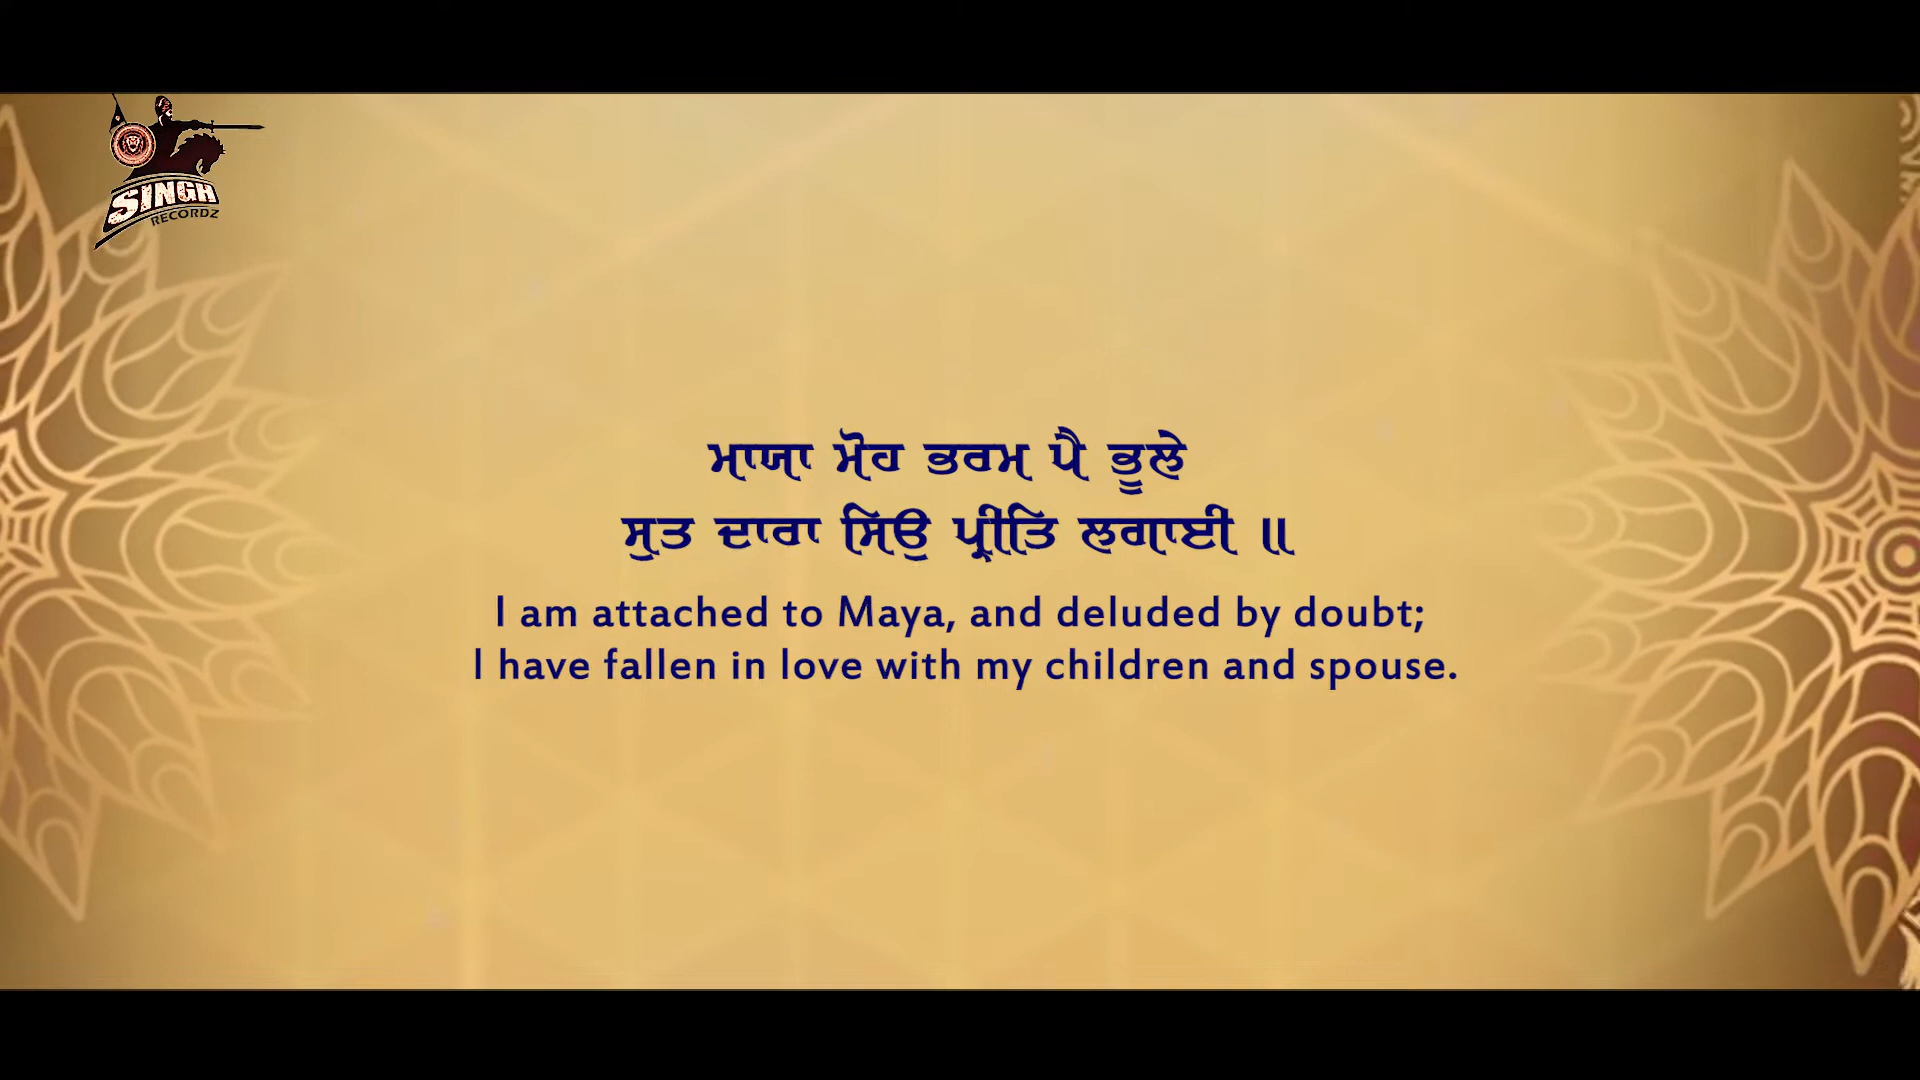 SINGH
RECORDZ
ਮਾਯਾ ਮੋਹ ਭਰਮ ਪੈ ਭੂਲੇ
ਸੁਤ ਦਾਰਾ ਸਿਉ ਪ੍ਰੀਤਿ ਲਗਾਈ ॥
I am attached to Maya, and deluded by doubt;
I have fallen in love with my children and spouse.